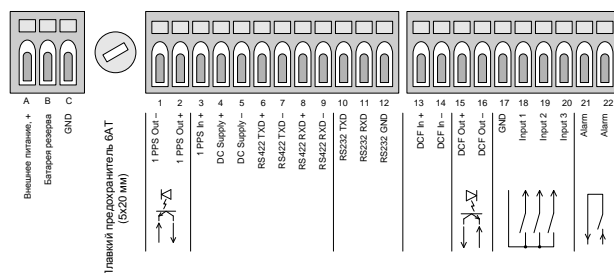 A
B
C
Внешнее питание, +
Батарея резерва
GND
Плавкий предохранитель 6АТ
(5x20 мм)
1 2 3 4 5 6 7 8 9 10 11 12
1 PPS Out –
1 PPS Out +
1 PPS In +
DC Supply +
DC Supply –
RS422 TXD +
RS422 TXD –
RS422 RXD +
RS422 RXD –
RS232 TXD
RS232 RXD
RS232 GND
13 14 15 16 17 18 19 20 21 22
DCF In +
DCF In –
DCF Out +
DCF Out –
GND
Input 1
Input 2
Input 3
Alarm
Alarm